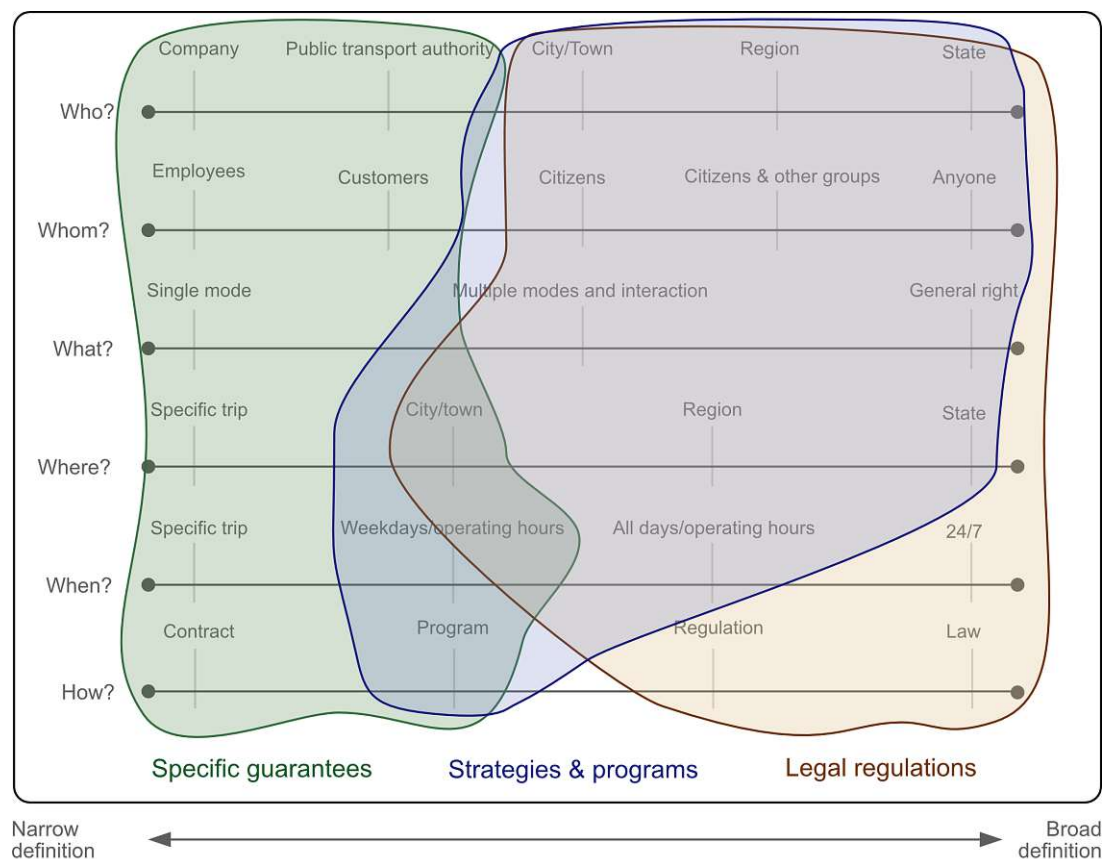 Company Public transport authority City/Town Region State
Who?
Employees Customers Citizens Citizens & other groups Anyone
Whom?
Single mode Multiple modes and interaction General right
What?
Specific trip City/town Region State
Where?
Specific trip Weekdays/operating hours All days/operating hours 24/7
When?
Contract Program Regulation Law
How?
Specific guarantees Strategies & programs Legal regulations
Narrow definition
Broad definition